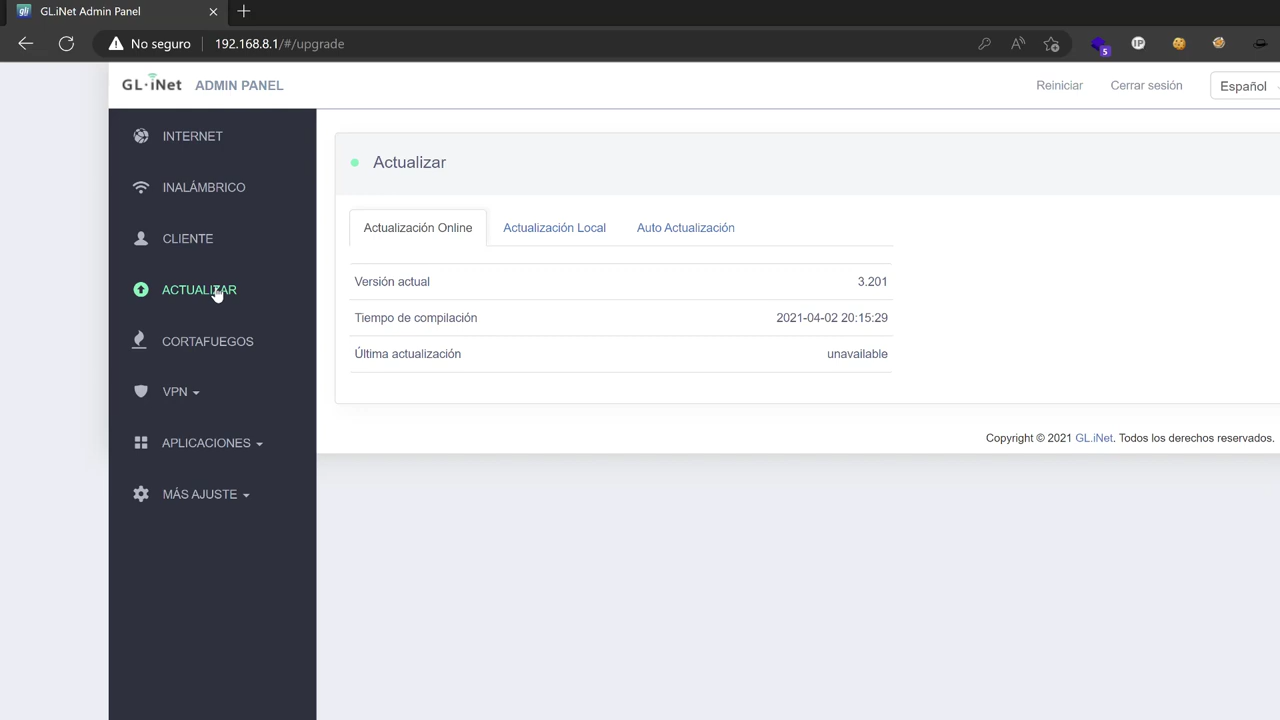 gli GL.iNet Admin Panel
No seguro 192.168.8.1/#/upgrade
5 IP
GL·iNet ADMIN PANEL
Reiniciar Cerrar sesión Español
INTERNET
INALÁMBRICO
CLIENTE
ACTUALIZAR
CORTAFUEGOS
VPN
APLICACIONES
MÁS AJUSTE
Actualizar
Actualización Online Actualización Local Auto Actualización
Versión actual 3.201
Tiempo de compilación 2021-04-02 20:15:29
Última actualización unavailable
Copyright © 2021 GL.iNet. Todos los derechos reservados.